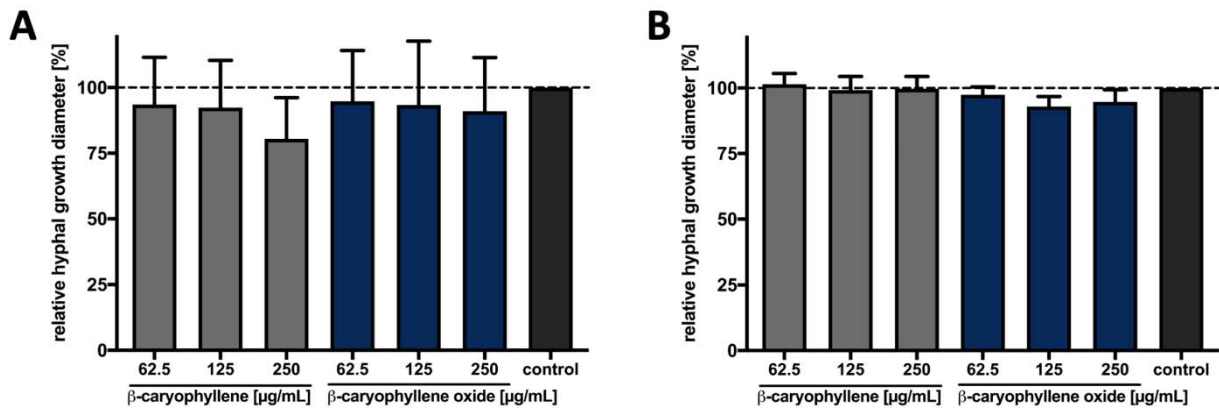 A
relative hyphal growth diameter [%]
100
75
50
25
0
62.5 125 250 62.5 125 250 control
β-caryophyllene [µg/mL] β-caryophyllene oxide [µg/mL]
B
relative hyphal growth diameter [%]
100
75
50
25
0
62.5 125 250 62.5 125 250 control
β-caryophyllene [µg/mL] β-caryophyllene oxide [µg/mL]